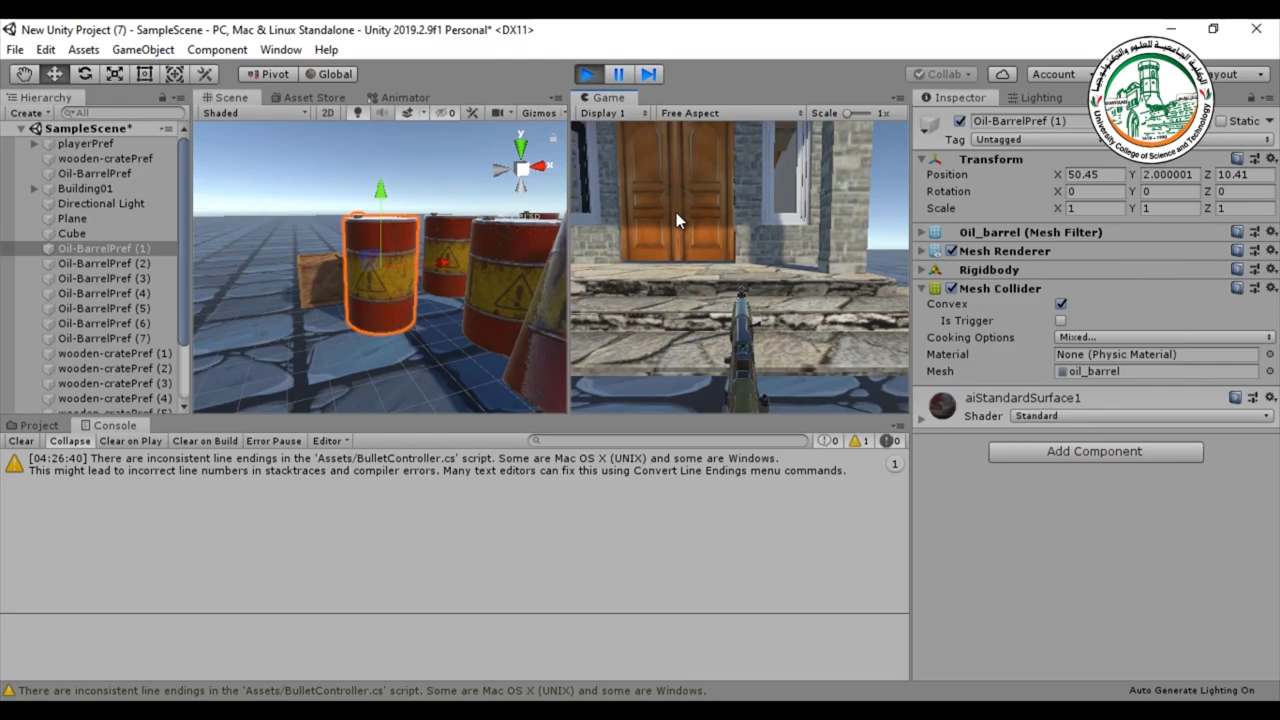 New Unity Project (7) - SampleScene - PC, Mac & Linux Standalone - Unity 2019.2.9f1 Personal* <DX11>
File Edit Assets GameObject Component Window Help
Pivot Global
Collab
Account
Hierarchy
Scene Asset Store Animator
Game
Inspector Lighting
Create
All
Shaded 2D 0 Gizmos
Display 1 Free Aspect Scale 1x
Oil-BarrelPref (1) Static
Tag Untagged
SampleScene*
playerPref
wooden-cratePref
Oil-BarrelPref
Building01
Directional Light
Plane
Cube
Oil-BarrelPref (1)
Oil-BarrelPref (2)
Oil-BarrelPref (3)
Oil-BarrelPref (4)
Oil-BarrelPref (5)
Oil-BarrelPref (6)
Oil-BarrelPref (7)
wooden-cratePref (1)
wooden-cratePref (2)
wooden-cratePref (3)
wooden-cratePref (4)
y
x
Transform
Position X 50.45 Y 2.000001 Z 10.41
Rotation X 0 Y 0 Z 0
Scale X 1 Y 1 Z 1
Oil_barrel (Mesh Filter)
Mesh Renderer
Rigidbody
Mesh Collider
Convex
Is Trigger
Cooking Options Mixed...
Material None (Physic Material)
Mesh oil_barrel
aiStandardSurface1
Shader Standard
Add Component
Project Console
Clear Collapse Clear on Play Clear on Build Error Pause Editor
0 1 0
[04:26:40] There are inconsistent line endings in the 'Assets/BulletController.cs' script. Some are Mac OS X (UNIX) and some are Windows.
This might lead to incorrect line numbers in stacktraces and compiler errors. Many text editors can fix this using Convert Line Endings menu commands.
1
There are inconsistent line endings in the 'Assets/BulletController.cs' script. Some are Mac OS X (UNIX) and some are Windows.
Auto Generate Lighting On
الكلية الجامعية للعلوم والتكنولوجيا
University College of Science and Technology